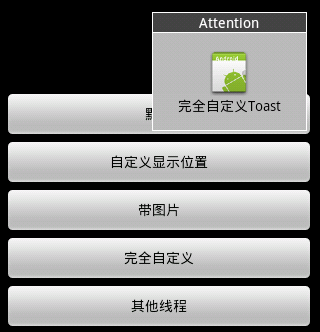 Attention
Android
完全自定义Toast
自定义显示位置
带图片
完全自定义
其他线程